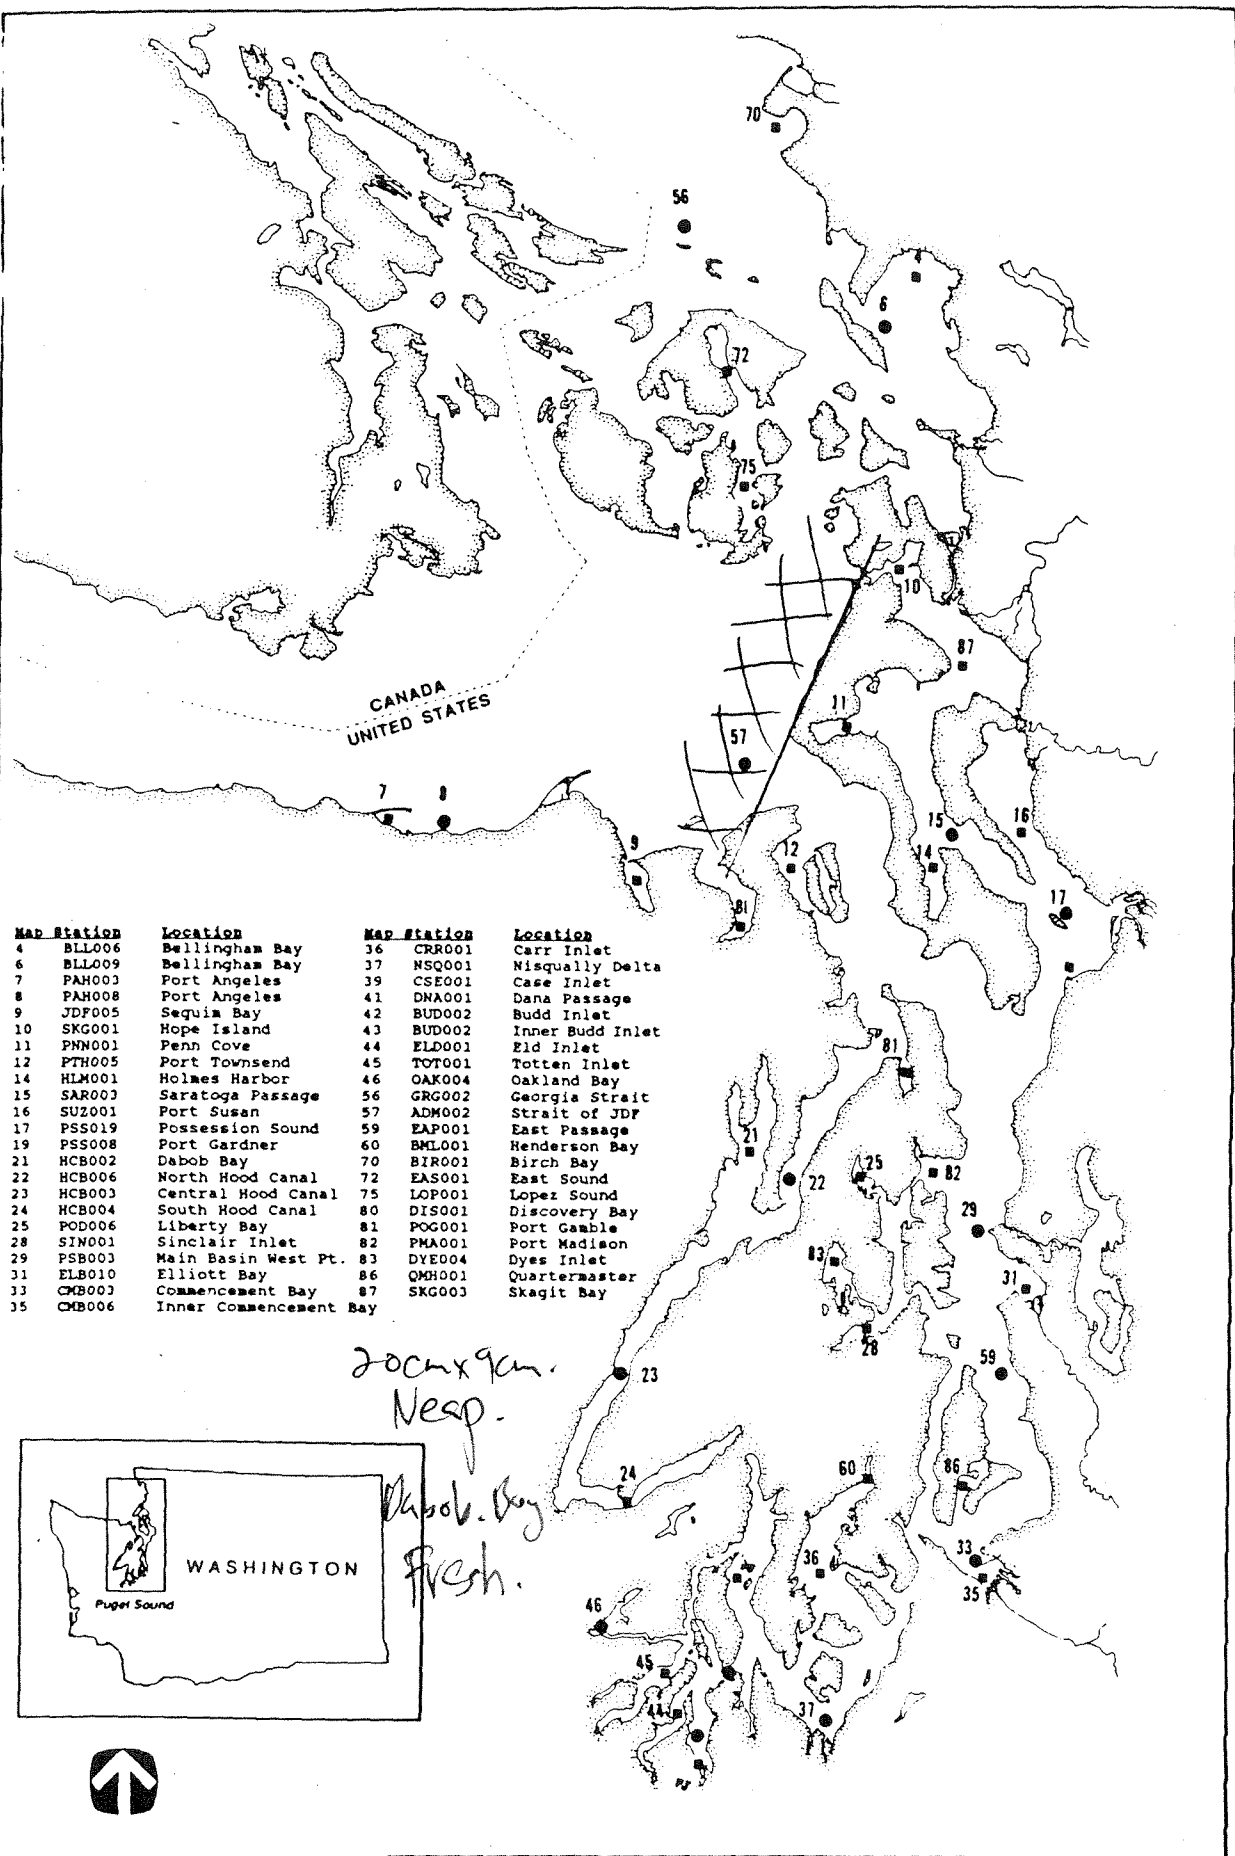 70
56
4
6
72
75
10
87
CANADA
UNITED STATES
11
57
7
8
9
12
15
16
14
17
81
Map Station Location Map Station Location
4 BLL006 Bellingham Bay 36 CRR001 Carr Inlet
6 BLL009 Bellingham Bay 37 NSQ001 Nisqually Delta
7 PAH003 Port Angeles 39 CSE001 Case Inlet
8 PAH008 Port Angeles 41 DNA001 Dana Passage
9 JDF005 Sequim Bay 42 BUD002 Budd Inlet
10 SKG001 Hope Island 43 BUD002 Inner Budd Inlet
11 PNN001 Penn Cove 44 ELD001 Eld Inlet
12 PTH005 Port Townsend 45 TOT001 Totten Inlet
14 HLM001 Holmes Harbor 46 OAK004 Oakland Bay
15 SAR003 Saratoga Passage 56 GRG002 Georgia Strait
16 SUZ001 Port Susan 57 ADM002 Strait of JDF
17 PSS019 Possession Sound 59 EAP001 East Passage
19 PSS008 Port Gardner 60 BML001 Henderson Bay
21 HCB002 Dabob Bay 70 BIR001 Birch Bay
22 HCB006 North Hood Canal 72 EAS001 East Sound
23 HCB003 Central Hood Canal 75 LOP001 Lopez Sound
24 HCB004 South Hood Canal 80 DIS001 Discovery Bay
25 POD006 Liberty Bay 81 POG001 Port Gamble
28 SIN001 Sinclair Inlet 82 PMA001 Port Madison
29 PSB003 Main Basin West Pt. 83 DYE004 Dyes Inlet
31 ELB010 Elliott Bay 86 QMH001 Quartermaster
33 CMB003 Commencement Bay 87 SKG003 Skagit Bay
35 CMB006 Inner Commencement Bay
81
21
22
25
82
29
83
31
28
23
59
20cm x 9cm.
Neap.
24
60
86
Dabob. Bay
Fresh.
WASHINGTON
Puget Sound
33
35
36
46
45
44
37